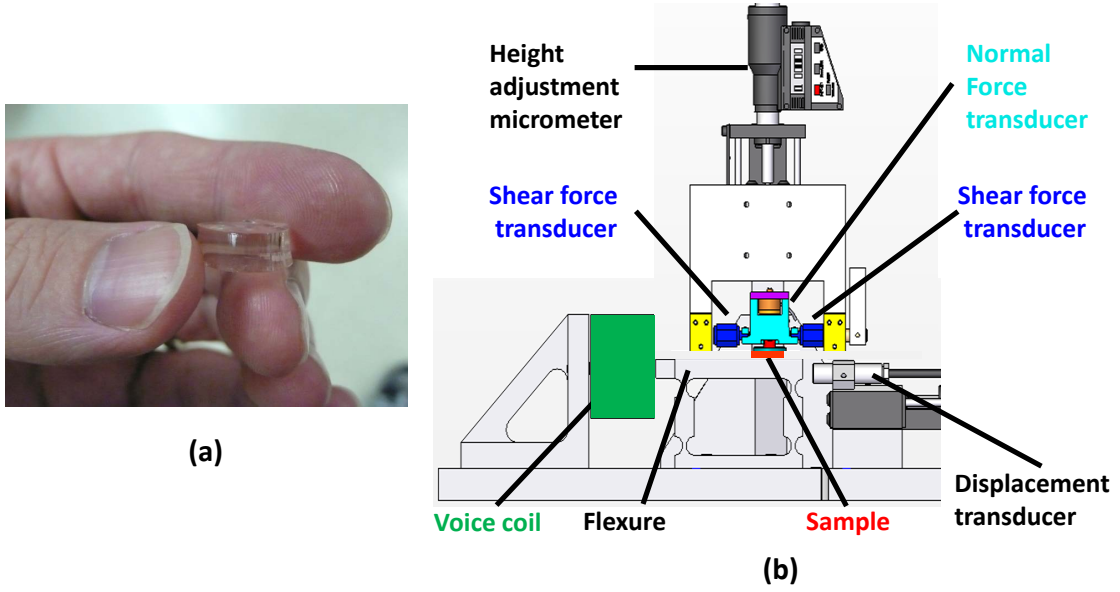 Height
adjustment
micrometer
Normal
Force
transducer
Shear force
transducer
Shear force
transducer
Displacement
transducer
Voice coil
Flexure
Sample
(a)
(b)